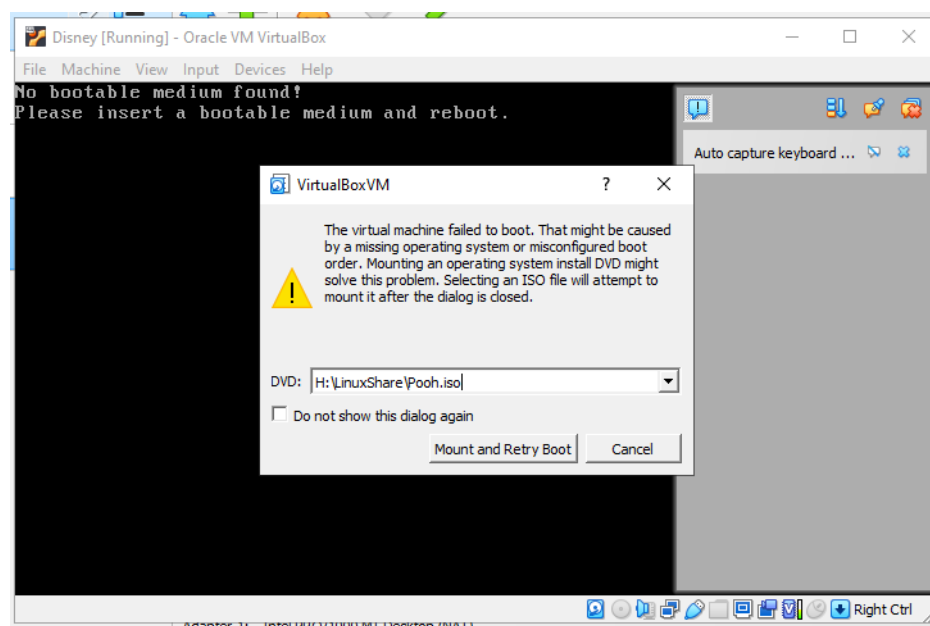 Disney [Running] - Oracle VM VirtualBox
File Machine View Input Devices Help
No bootable medium found!
Please insert a bootable medium and reboot.
Auto capture keyboard ...
VirtualBoxVM
The virtual machine failed to boot. That might be caused
by a missing operating system or misconfigured boot
order. Mounting an operating system install DVD might
solve this problem. Selecting an ISO file will attempt to
mount it after the dialog is closed.
DVD: H:\LinuxShare\Pooh.iso
Do not show this dialog again
Mount and Retry Boot Cancel
Right Ctrl